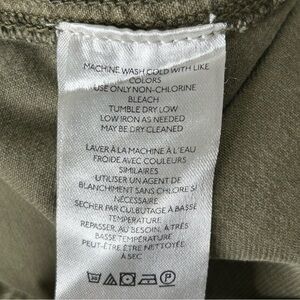 MACHINE WASH COLD WITH LIKE
COLORS
USE ONLY NON-CHLORINE
BLEACH
TUMBLE DRY LOW
LOW IRON AS NEEDED
MAY BE DRY CLEANED
LAVER À LA MACHINE À L'EAU
FROIDE AVEC COULEURS
SIMILAIRES
UTILISER UN AGENT DE
BLANCHIMENT SANS CHLORE SI
NÉCESSAIRE
SECHER PAR CULBUTAGE À BASSE
TEMPÉRATURE
REPASSER, AU BESOIN, À TRÈS
BASSE TEMPÉRATURE
PEUT-ÊTRE ÊTRE NETTOYÉE
À SEC
P